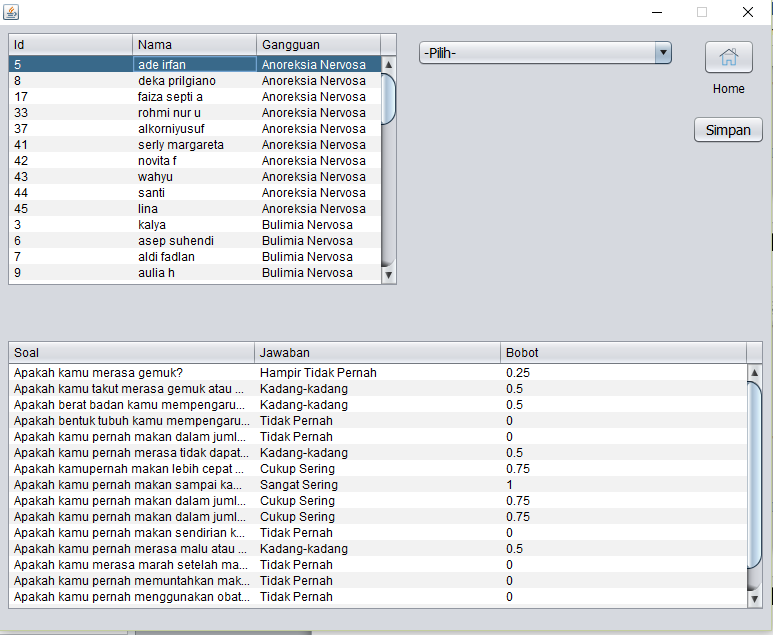 Id Nama Gangguan
5 ade irfan Anoreksia Nervosa
8 deka prilgiano Anoreksia Nervosa
17 faiza septi a Anoreksia Nervosa
33 rohmi nur u Anoreksia Nervosa
37 alkorniyusuf Anoreksia Nervosa
41 serly margareta Anoreksia Nervosa
42 novita f Anoreksia Nervosa
43 wahyu Anoreksia Nervosa
44 santi Anoreksia Nervosa
45 lina Anoreksia Nervosa
3 kalya Bulimia Nervosa
6 asep suhendi Bulimia Nervosa
7 aldi fadlan Bulimia Nervosa
9 aulia h Bulimia Nervosa
-Pilih-
Home
Simpan
Soal Jawaban Bobot
Apakah kamu merasa gemuk? Hampir Tidak Pernah 0.25
Apakah kamu takut merasa gemuk atau ... Kadang-kadang 0.5
Apakah berat badan kamu mempengaru... Kadang-kadang 0.5
Apakah bentuk tubuh kamu mempengaru... Tidak Pernah 0
Apakah kamu pernah makan dalam juml... Tidak Pernah 0
Apakah kamu pernah merasa tidak dapat... Kadang-kadang 0.5
Apakah kamupernah makan lebih cepat ... Cukup Sering 0.75
Apakah kamu pernah makan sampai ka... Sangat Sering 1
Apakah kamu pernah makan dalam juml... Cukup Sering 0.75
Apakah kamu pernah makan dalam juml... Cukup Sering 0.75
Apakah kamu pernah makan sendirian k... Tidak Pernah 0
Apakah kamu pernah merasa malu atau ... Kadang-kadang 0.5
Apakah kamu merasa marah setelah ma... Tidak Pernah 0
Apakah kamu pernah memuntahkan mak... Tidak Pernah 0
Apakah kamu pernah menggunakan obat... Tidak Pernah 0